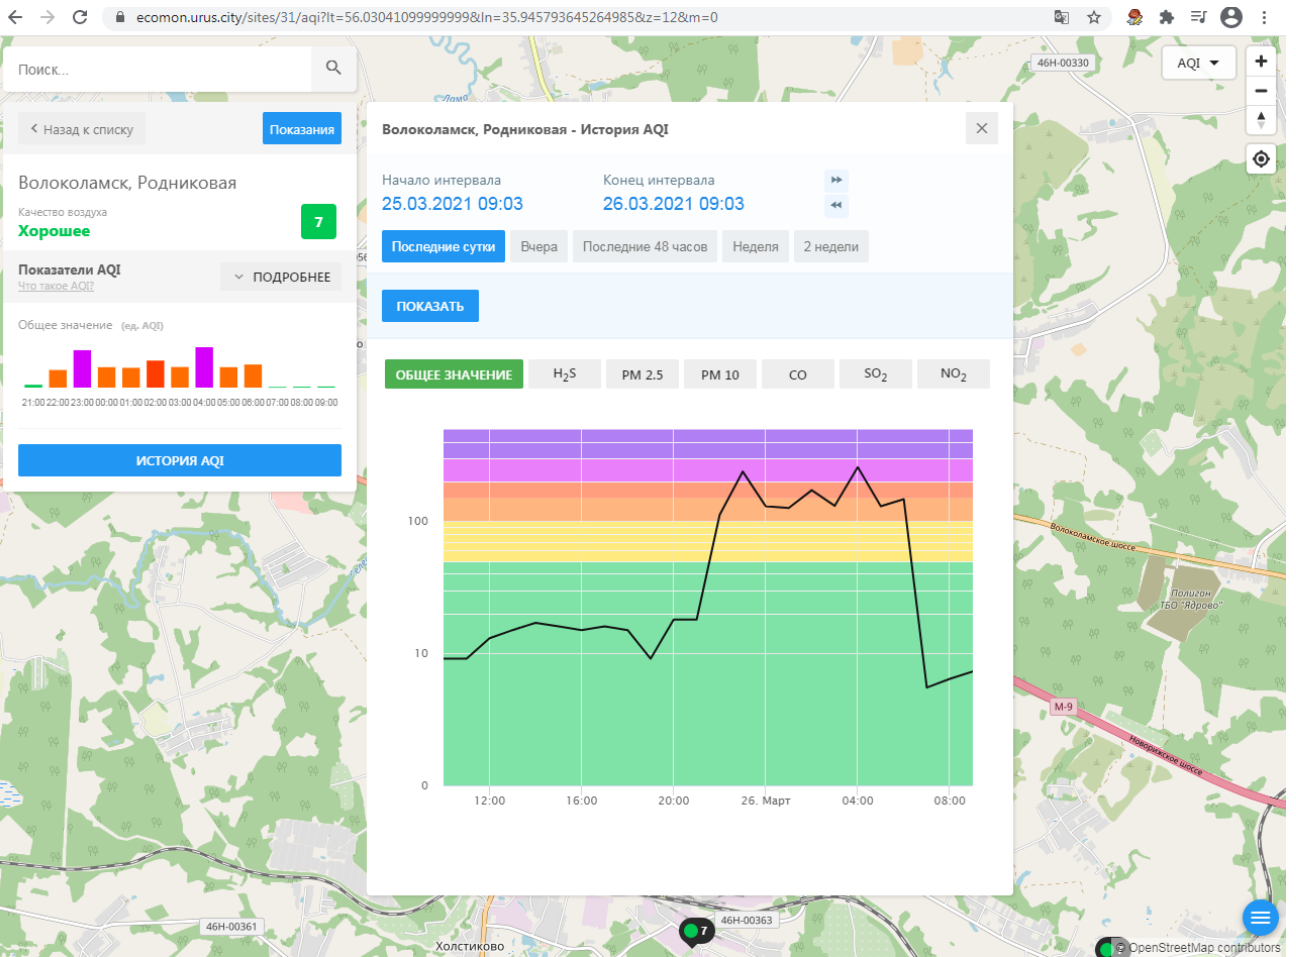 ecomon.urus.city/sites/31/aqi?lt=56.03041099999999&ln=35.945793645264985&z=12&m=0
Поиск...
46Н-00330
AQI
Назад к списку
Показания
Волоколамск, Родниковая - История AQI
Волоколамск, Родниковая
Качество воздуха
Хорошее
7
Начало интервала
Конец интервала
25.03.2021 09:03
26.03.2021 09:03
Последние сутки
Вчера
Последние 48 часов
Неделя
2 недели
Показатели AQI
Что такое AQI?
ПОДРОБНЕЕ
ПОКАЗАТЬ
Общее значение (ед. AQI)
21:00 22:00 23:00 00:00 01:00 02:00 03:00 04:00 05:00 06:00 07:00 08:00 09:00
ИСТОРИЯ AQI
ОБЩЕЕ ЗНАЧЕНИЕ
H2S
PM 2.5
PM 10
CO
SO2
NO2
100
10
0
12:00
16:00
20:00
26. Март
04:00
08:00
Лама
Волоколамское шоссе
Полигон
ТБО "Ядрово"
М-9
Новорижское шоссе
46Н-00361
46Н-00363
7
Холстиково
© OpenStreetMap contributors